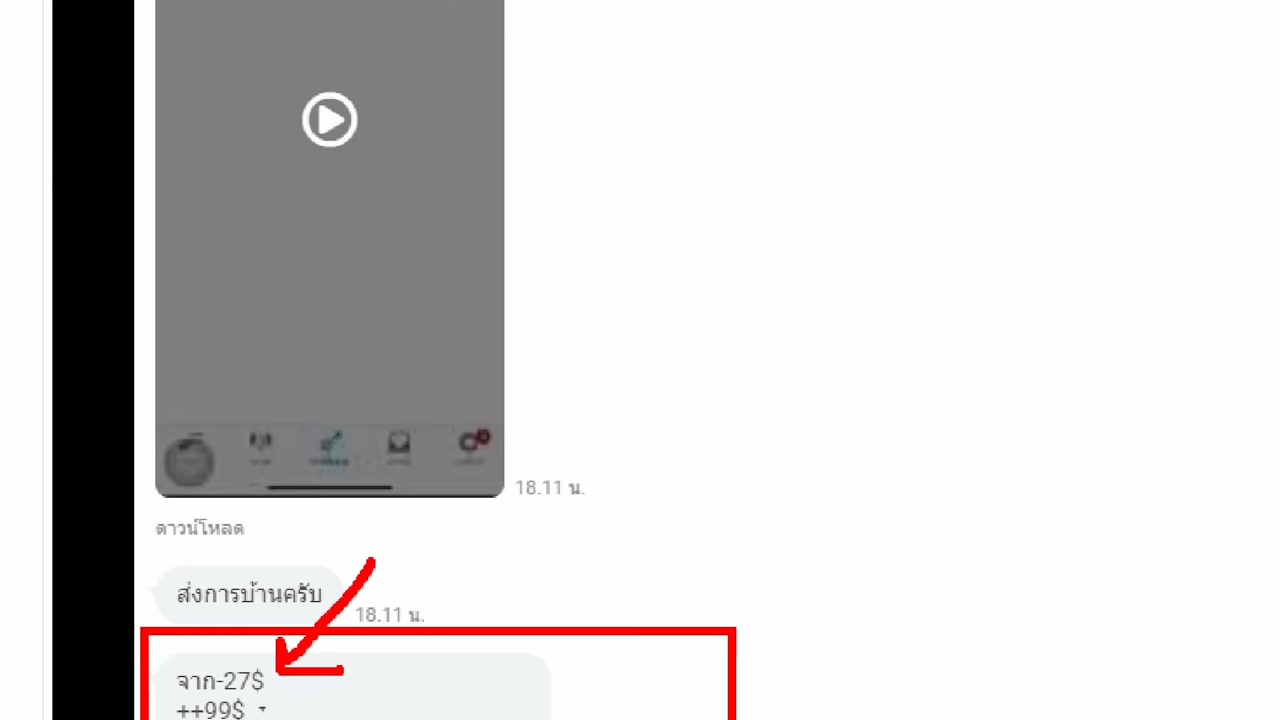 18.11 น.
ดาวน์โหลด
ส่งการบ้านครับ
18.11 น.
จาก-27$
++99$